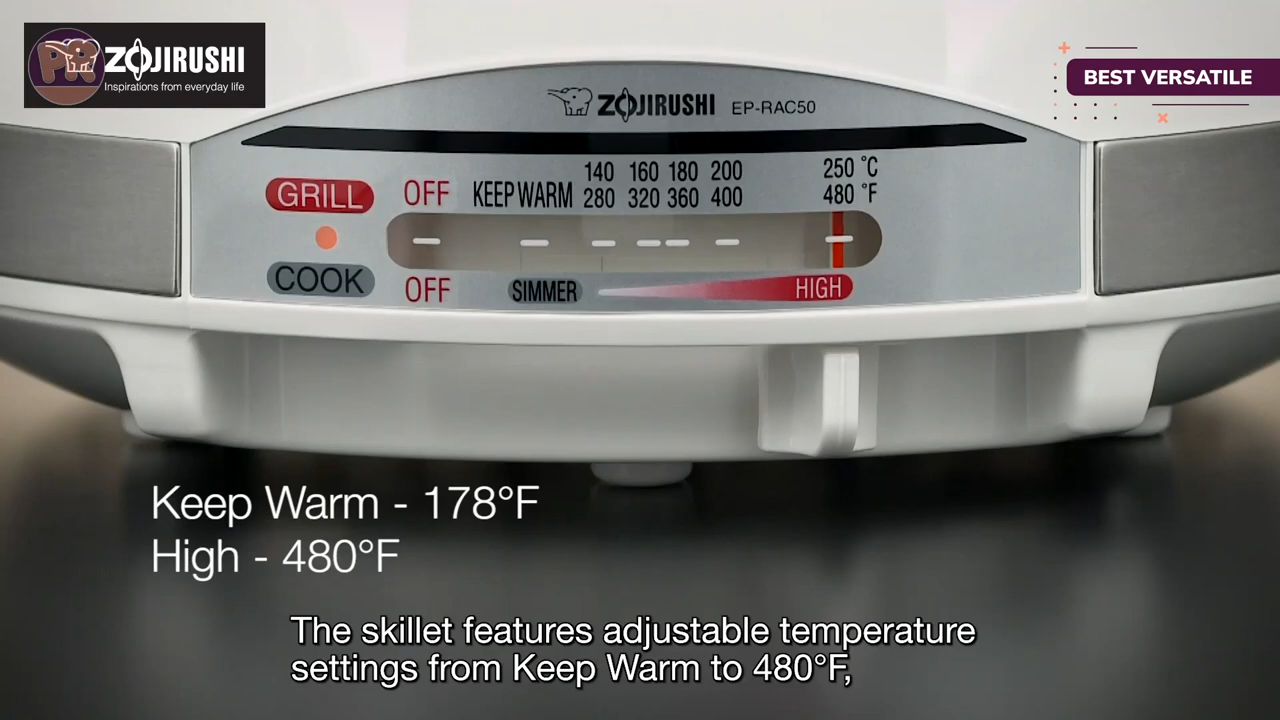 PR ZOJIRUSHI
Inspirations from everyday life
BEST VERSATILE
ZOJIRUSHI EP-RAC50
140 160 180 200 250 °C
GRILL OFF KEEP WARM 280 320 360 400 480 °F
COOK OFF SIMMER HIGH
Keep Warm - 178°F
High - 480°F
The skillet features adjustable temperature
settings from Keep Warm to 480°F,